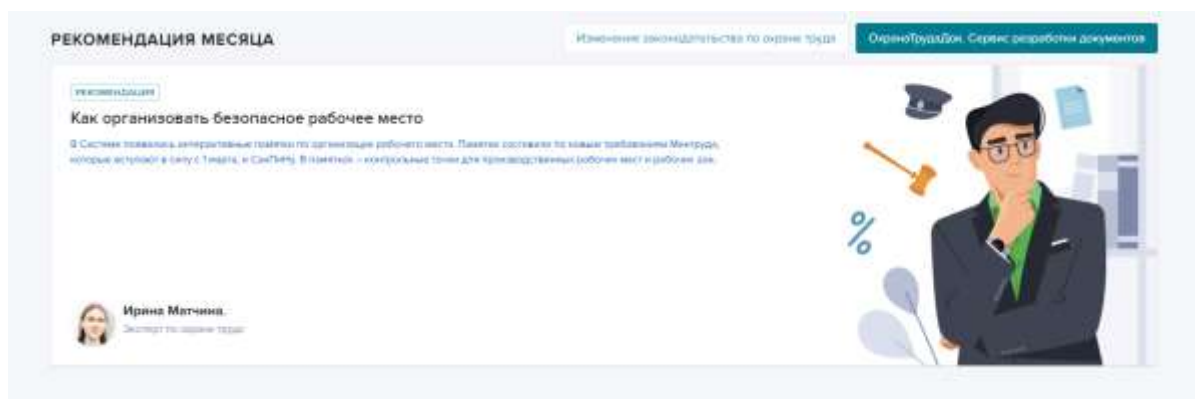 РЕКОМЕНДАЦИЯ МЕСЯЦА
Изменение законодательства по охране труда
ОхранаТрудаДок. Сервис разработки документов
РЕКОМЕНДАЦИЯ
Как организовать безопасное рабочее место
В Системе появились интерактивные памятки по организации рабочего места. Памятки составили по новым требованиям Минтруда,
которые вступают в силу с 1 марта, и СанПиНу. В памятках – контрольные точки для производственных рабочих мест и рабочих зон.
%
Ирина Матчина,
Эксперт по охране труда